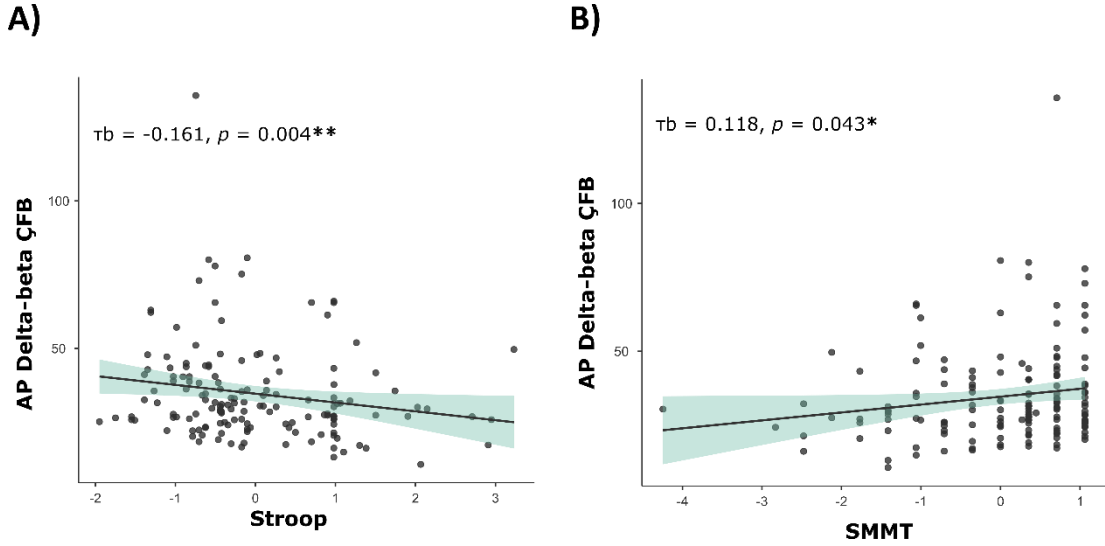 A)
τb = -0.161, p = 0.004**
AP Delta-beta ÇFB
100
50
-2 -1 0 1 2 3
Stroop
B)
τb = 0.118, p = 0.043*
AP Delta-beta ÇFB
100
50
-4 -3 -2 -1 0 1
SMMT